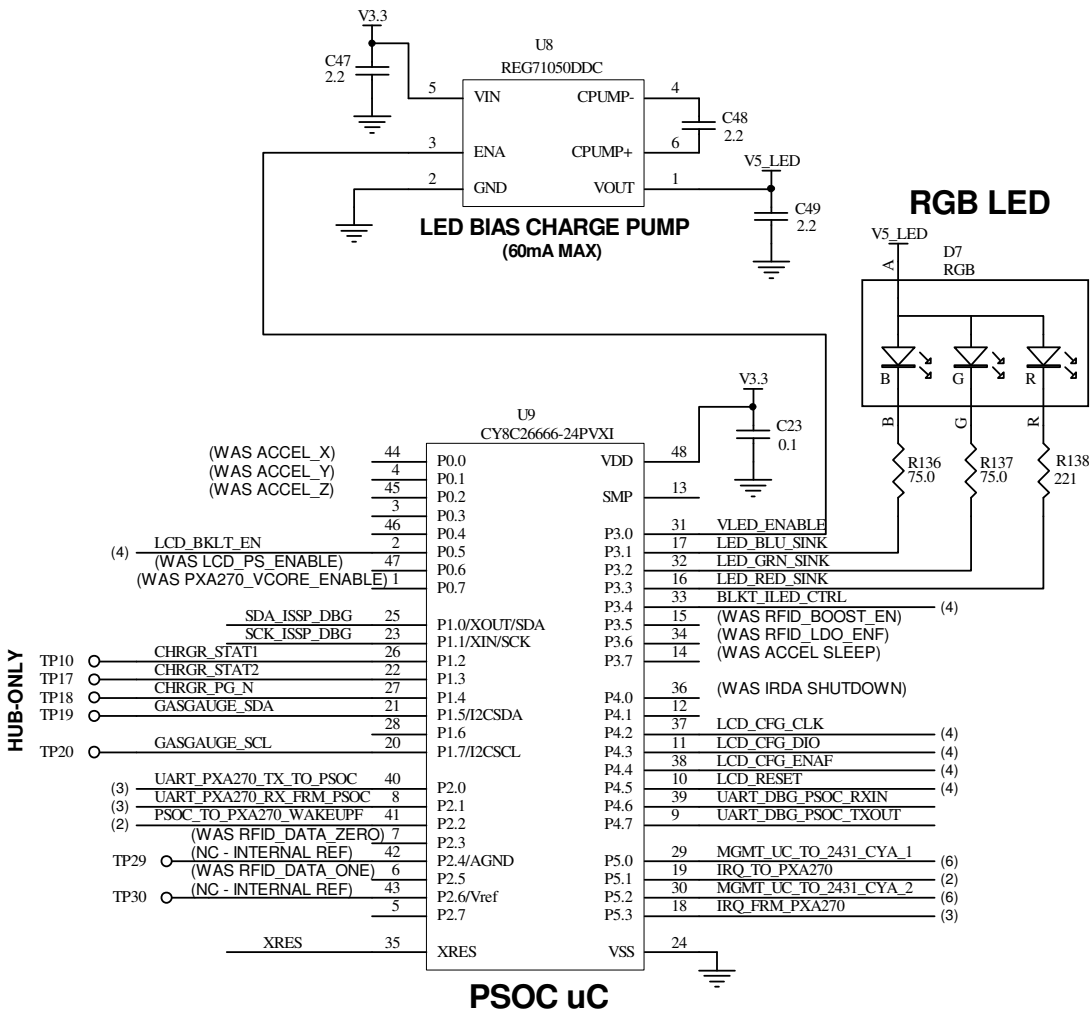 V3.3
C47
2.2
U8
REG71050DDC
5 VIN CPUMP- 4
C48
2.2
3 ENA CPUMP+ 6
V5_LED
2 GND VOUT 1
C49
2.2
LED BIAS CHARGE PUMP
(60mA MAX)
RGB LED
V5_LED
A
D7
RGB
B G R
B G R
R136
75.0
R137
75.0
R138
221
V3.3
C23
0.1
U9
CY8C26666-24PVXI
(WAS ACCEL_X) 44 P0.0
(WAS ACCEL_Y) 4 P0.1
(WAS ACCEL_Z) 45 P0.2
3 P0.3
46 P0.4
(4) LCD_BKLT_EN 2 P0.5
(WAS LCD_PS_ENABLE) 47 P0.6
(WAS PXA270_VCORE_ENABLE) 1 P0.7
SDA_ISSP_DBG 25 P1.0/XOUT/SDA
SCK_ISSP_DBG 23 P1.1/XIN/SCK
HUB-ONLY
TP10 CHRGR_STAT1 26 P1.2
TP17 CHRGR_STAT2 22 P1.3
TP18 CHRGR_PG_N 27 P1.4
TP19 GASGAUGE_SDA 21 P1.5/I2CSDA
28 P1.6
TP20 GASGAUGE_SCL 20 P1.7/I2CSCL
(3) UART_PXA270_TX_TO_PSOC 40 P2.0
(3) UART_PXA270_RX_FRM_PSOC 8 P2.1
(2) PSOC_TO_PXA270_WAKEUPF 41 P2.2
(WAS RFID_DATA_ZERO) 7 P2.3
TP29 (NC - INTERNAL REF) 42 P2.4/AGND
(WAS RFID_DATA_ONE) 6 P2.5
TP30 (NC - INTERNAL REF) 43 P2.6/Vref
5 P2.7
XRES 35 XRES
VDD 48
SMP 13
P3.0 31 VLED_ENABLE
P3.1 17 LED_BLU_SINK
P3.2 32 LED_GRN_SINK
P3.3 16 LED_RED_SINK
P3.4 33 BLKT_ILED_CTRL (4)
P3.5 15 (WAS RFID_BOOST_EN)
P3.6 34 (WAS RFID_LDO_ENF)
P3.7 14 (WAS ACCEL SLEEP)
P4.0 36 (WAS IRDA SHUTDOWN)
P4.1 12
P4.2 37 LCD_CFG_CLK (4)
P4.3 11 LCD_CFG_DIO (4)
P4.4 38 LCD_CFG_ENAF (4)
P4.5 10 LCD_RESET (4)
P4.6 39 UART_DBG_PSOC_RXIN
P4.7 9 UART_DBG_PSOC_TXOUT
P5.0 29 MGMT_UC_TO_2431_CYA_1 (6)
P5.1 19 IRQ_TO_PXA270 (2)
P5.2 30 MGMT_UC_TO_2431_CYA_2 (6)
P5.3 18 IRQ_FRM_PXA270 (3)
VSS 24
PSOC uC